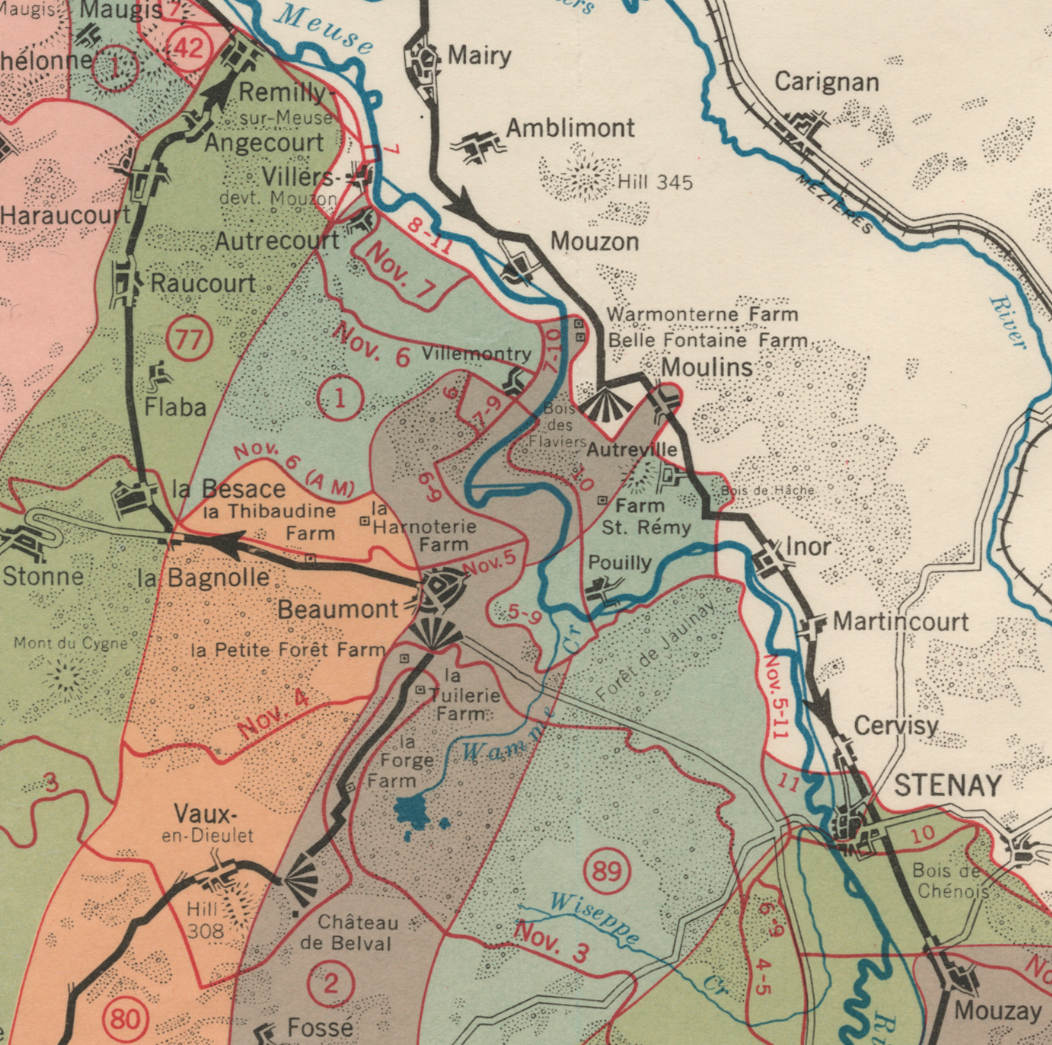 Maugis
Maugis
7
42
1
Meuse
Mairy
Carignan
Remilly-
sur-Meuse
Angecourt
Amblimont
7
Villers-
devt. Mouzon
Hill 345
MÉZIÈRES
Haraucourt
8-11
Autrecourt
Mouzon
Nov. 7
Raucourt
River
Warmonterne Farm
Belle Fontaine Farm
77
Nov. 6
Villemontry
7-10
Moulins
Flaba
1
6
7-9
Bois
des
Flaviers
Autreville
Nov. 6 (A M)
6-9
10
la Besace
la Thibaudine
Farm
la
Harnoterie
Farm
Bois de Hâche
Farm
St. Rémy
Inor
Stonne
la Bagnolle
Nov. 5
Pouilly
Beaumont
5-9
Martincourt
Mont du Cygne
la Petite Forêt Farm
Cr
Forêt de Jaulnay
la
Tuilerie
Farm
Nov. 4
Nov. 5-11
Wamme
Cervisy
la
Forge
Farm
3
11
STENAY
Vaux-
en-Dieulet
10
89
Bois de
Chénois
Hill
308
Château
de Belval
Wiseppe
6-9
Nov. 3
4-5
Cr
2
80
Fossé
Mouzay